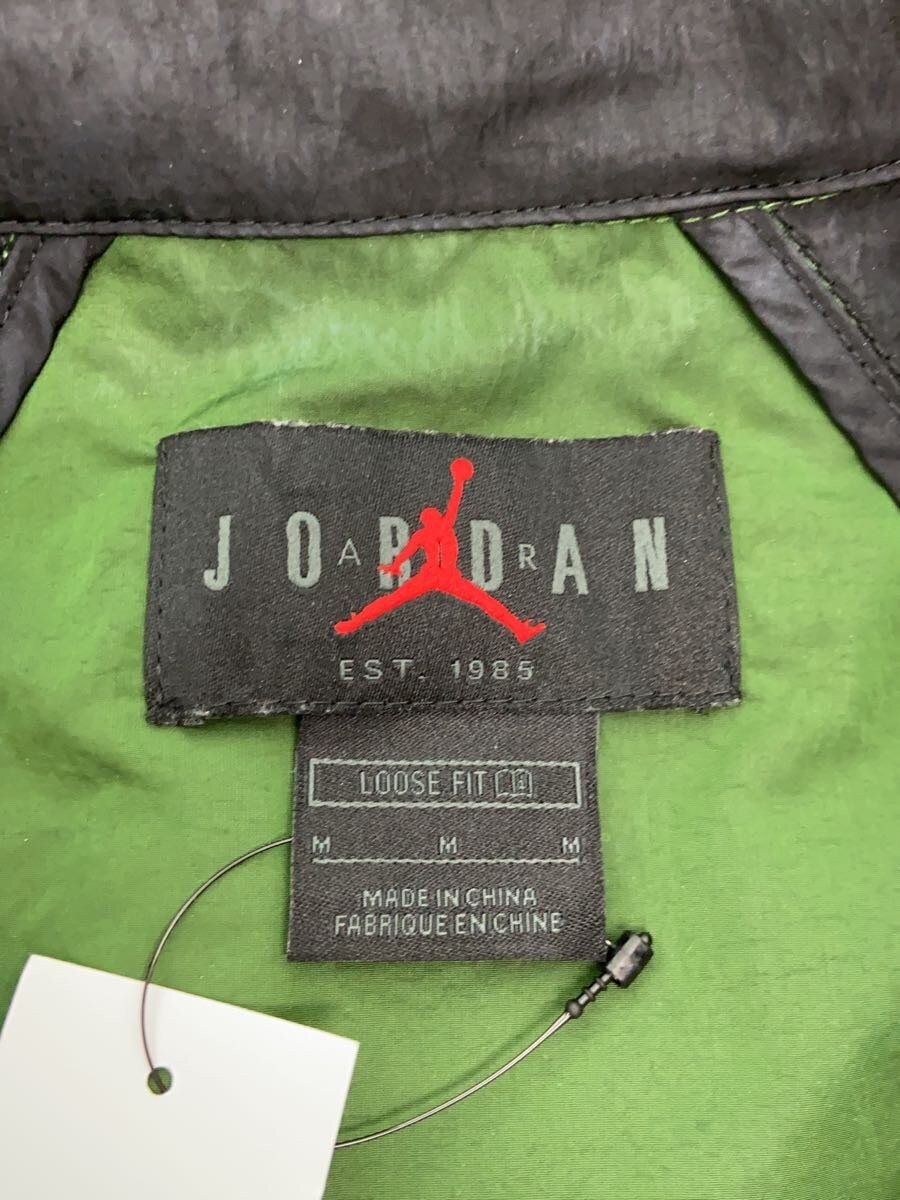 JORDAN
AIR
EST. 1985
LOOSE FIT
M M M
MADE IN CHINA
FABRIQUE EN CHINE